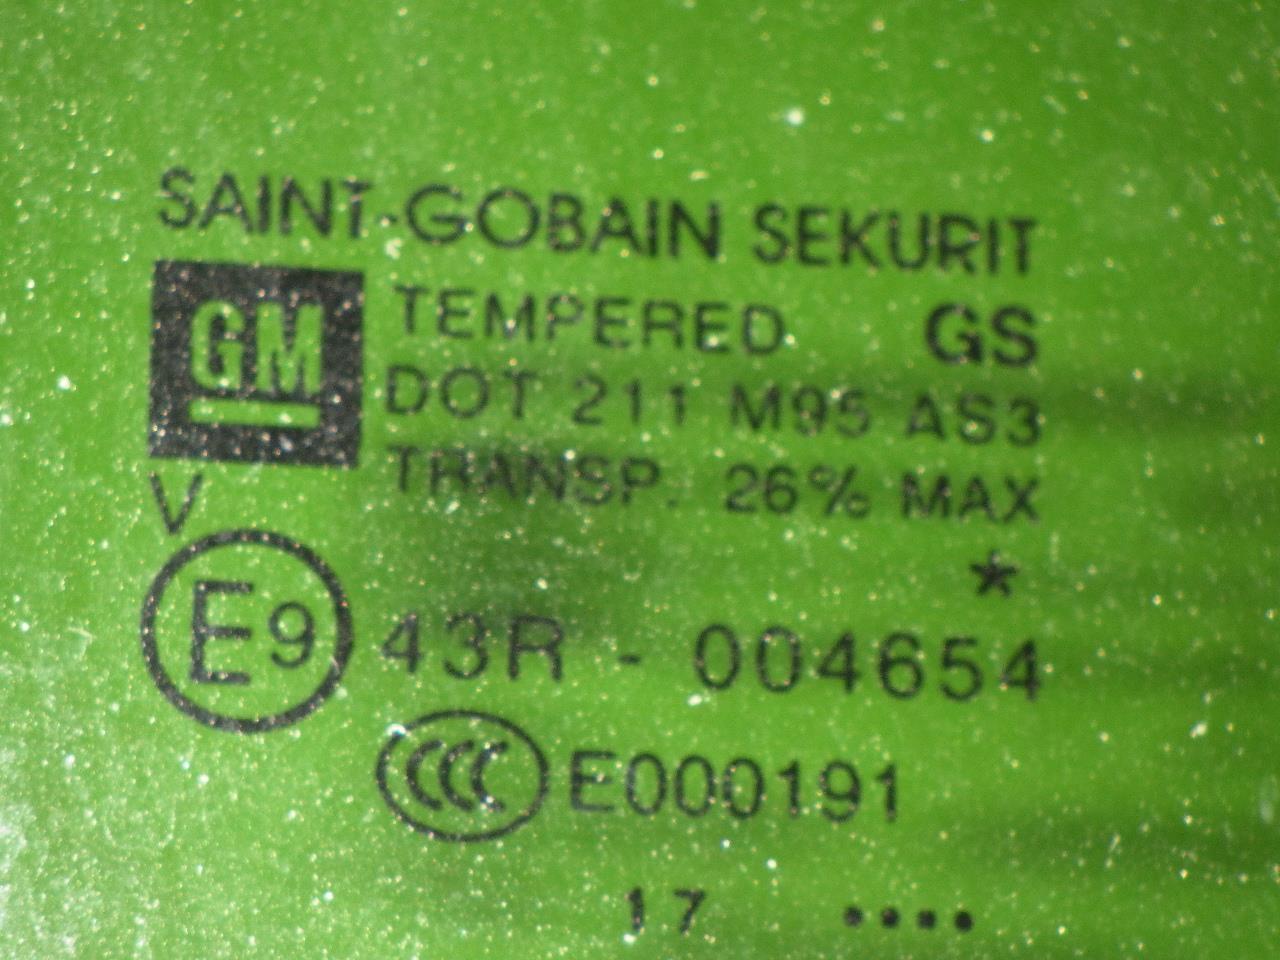 SAINT-GOBAIN SEKURIT
GM
TEMPERED GS
DOT 211 M95 AS3
TRANSP. 26% MAX
V
E9 43R - 004654
CCC E000191
17 ....